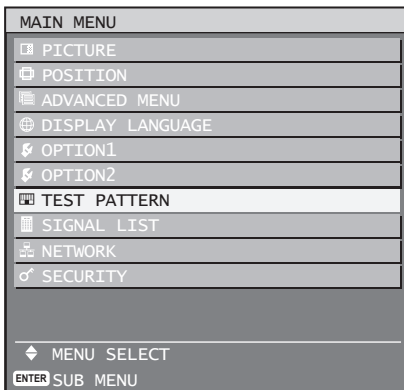 MAIN MENU
PICTURE
POSITION
ADVANCED MENU
DISPLAY LANGUAGE
OPTION1
OPTION2
TEST PATTERN
SIGNAL LIST
NETWORK
SECURITY
MENU SELECT
ENTER SUB MENU